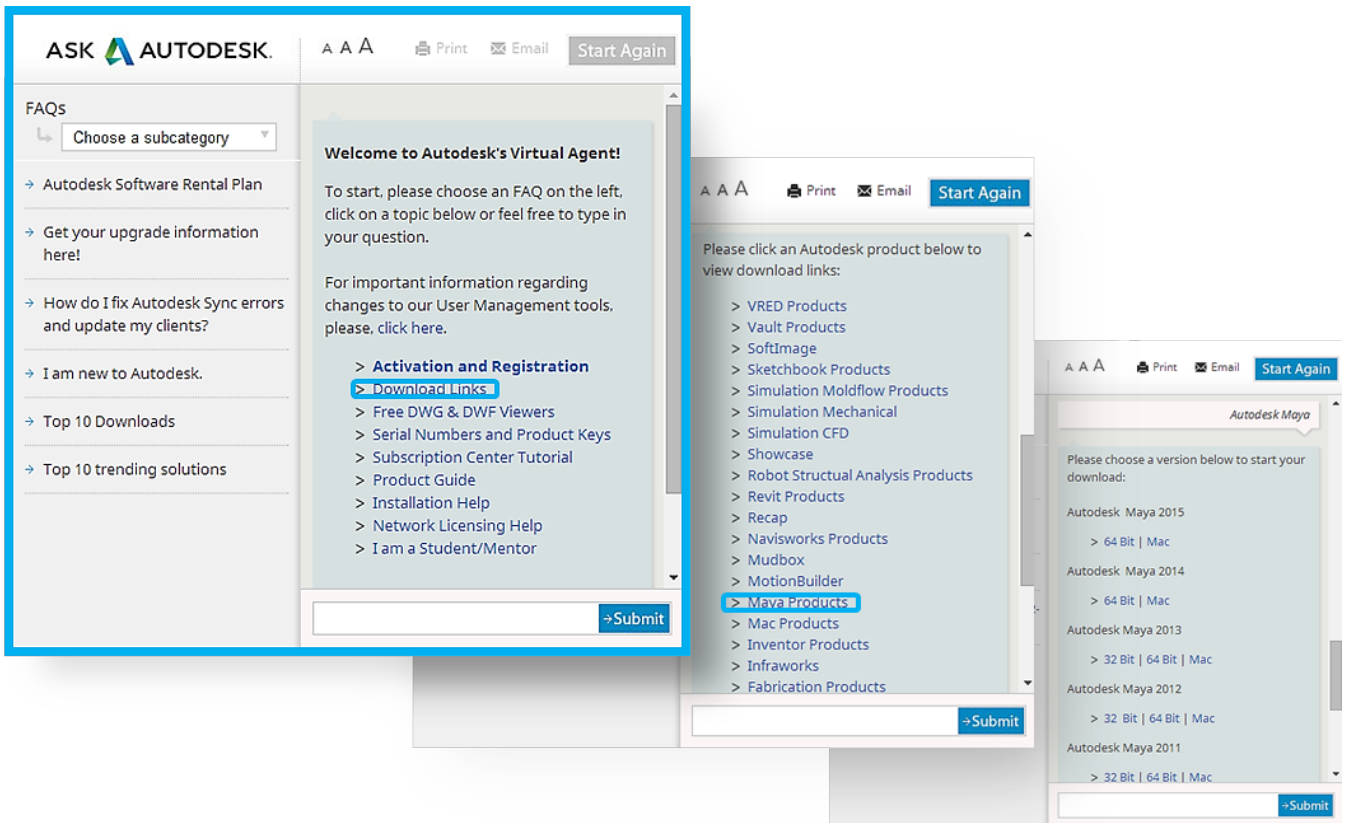 ASK AUTODESK.
A A A
Print
Email
Start Again
FAQs
Choose a subcategory
Autodesk Software Rental Plan
Get your upgrade information
here!
How do I fix Autodesk Sync errors
and update my clients?
I am new to Autodesk.
Top 10 Downloads
Top 10 trending solutions
Welcome to Autodesk's Virtual Agent!
To start, please choose an FAQ on the left,
click on a topic below or feel free to type in
your question.
For important information regarding
changes to our User Management tools,
please, click here.
> Activation and Registration
> Download Links
> Free DWG & DWF Viewers
> Serial Numbers and Product Keys
> Subscription Center Tutorial
> Product Guide
> Installation Help
> Network Licensing Help
> I am a Student/Mentor
Submit
A A A
Print
Email
Start Again
Please click an Autodesk product below to
view download links:
> VRED Products
> Vault Products
> SoftImage
> Sketchbook Products
> Simulation Moldflow Products
> Simulation Mechanical
> Simulation CFD
> Showcase
> Robot Structual Analysis Products
> Revit Products
> Recap
> Navisworks Products
> Mudbox
> MotionBuilder
> Maya Products
> Mac Products
> Inventor Products
> Infraworks
> Fabrication Products
Submit
A A A
Print
Email
Start Again
Autodesk Maya
Please choose a version below to start your
download:
Autodesk Maya 2015
> 64 Bit | Mac
Autodesk Maya 2014
> 64 Bit | Mac
Autodesk Maya 2013
> 32 Bit | 64 Bit | Mac
Autodesk Maya 2012
> 32 Bit | 64 Bit | Mac
Autodesk Maya 2011
> 32 Bit | 64 Bit | Mac
Submit